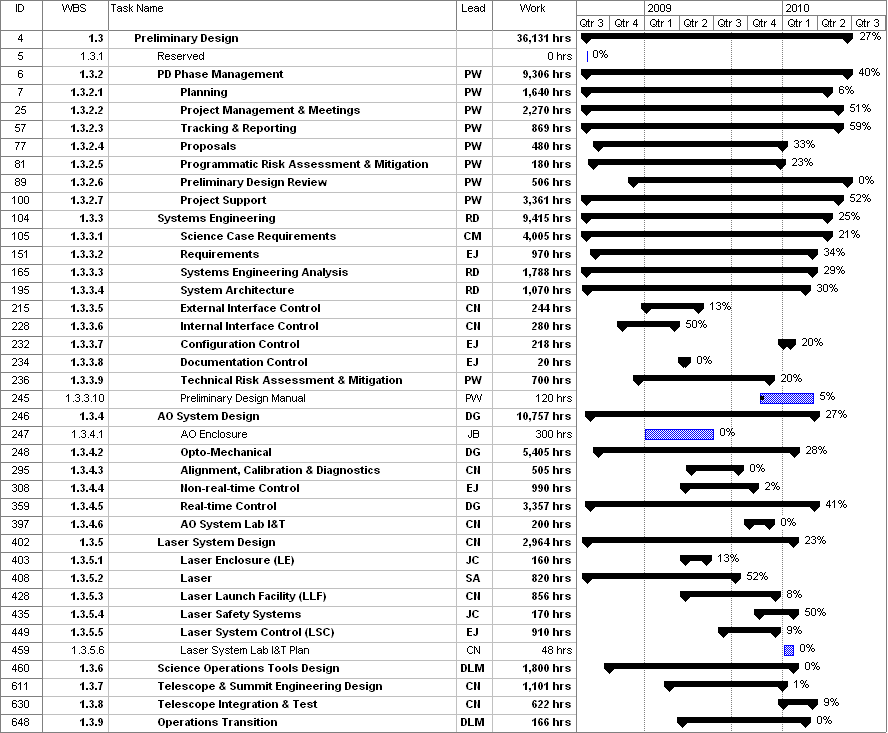 ID WBS Task Name Lead Work 2009 2010
Qtr 3 Qtr 4 Qtr 1 Qtr 2 Qtr 3 Qtr 4 Qtr 1 Qtr 3
4 1.3 Preliminary Design 36,131 hrs 27%
5 1.3.1 Reserved 0 hrs 0%
6 1.3.2 PD Phase Management PW 9,306 hrs 40%
7 1.3.2.1 Planning PW 1,640 hrs 6%
25 1.3.2.2 Project Management & Meetings PW 2,270 hrs 51%
57 1.3.2.3 Tracking & Reporting PW 869 hrs 59%
77 1.3.2.4 Proposals PW 480 hrs 33%
81 1.3.2.5 Programmatic Risk Assessment & Mitigation PW 180 hrs 23%
89 1.3.2.6 Preliminary Design Review PW 506 hrs 0%
100 1.3.2.7 Project Support PW 3,361 hrs 52%
104 1.3.3 Systems Engineering RD 9,415 hrs 25%
105 1.3.3.1 Science Case Requirements CM 4,005 hrs 21%
151 1.3.3.2 Requirements EJ 970 hrs 34%
165 1.3.3.3 Systems Engineering Analysis RD 1,788 hrs 29%
195 1.3.3.4 System Architecture RD 1,070 hrs 30%
215 1.3.3.5 External Interface Control CN 244 hrs 13%
228 1.3.3.6 Internal Interface Control CN 280 hrs 50%
232 1.3.3.7 Configuration Control EJ 218 hrs 20%
234 1.3.3.8 Documentation Control EJ 20 hrs 0%
236 1.3.3.9 Technical Risk Assessment & Mitigation PW 700 hrs 20%
245 1.3.3.10 Preliminary Design Manual PW 120 hrs 5%
246 1.3.4 AO System Design DG 10,757 hrs 27%
247 1.3.4.1 AO Enclosure JB 300 hrs 0%
248 1.3.4.2 Opto-Mechanical DG 5,405 hrs 28%
295 1.3.4.3 Alignment, Calibration & Diagnostics CN 505 hrs 0%
308 1.3.4.4 Non-real-time Control EJ 990 hrs 2%
359 1.3.4.5 Real-time Control DG 3,357 hrs 41%
397 1.3.4.6 AO System Lab I&T CN 200 hrs 0%
402 1.3.5 Laser System Design CN 2,964 hrs 23%
403 1.3.5.1 Laser Enclosure (LE) JC 160 hrs 13%
408 1.3.5.2 Laser SA 820 hrs 52%
428 1.3.5.3 Laser Launch Facility (LLF) CN 856 hrs 8%
435 1.3.5.4 Laser Safety Systems JC 170 hrs 50%
449 1.3.5.5 Laser System Control (LSC) EJ 910 hrs 9%
459 1.3.5.6 Laser System Lab I&T Plan CN 48 hrs 0%
460 1.3.6 Science Operations Tools Design DLM 1,800 hrs 0%
611 1.3.7 Telescope & Summit Engineering Design CN 1,101 hrs 1%
630 1.3.8 Telescope Integration & Test CN 622 hrs 9%
648 1.3.9 Operations Transition DLM 166 hrs 0%